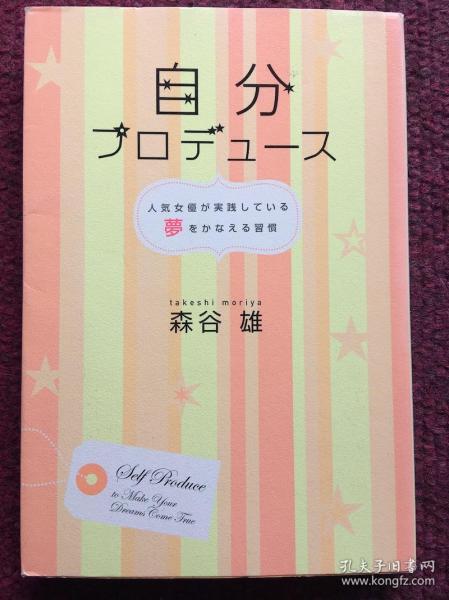 自分
プロデュース
人気女優が実践している
夢をかなえる習慣
takeshi moriya
森谷 雄
Self Produce
to Make Your
Dreams Come True
孔夫子旧书网
www.kongfz.com